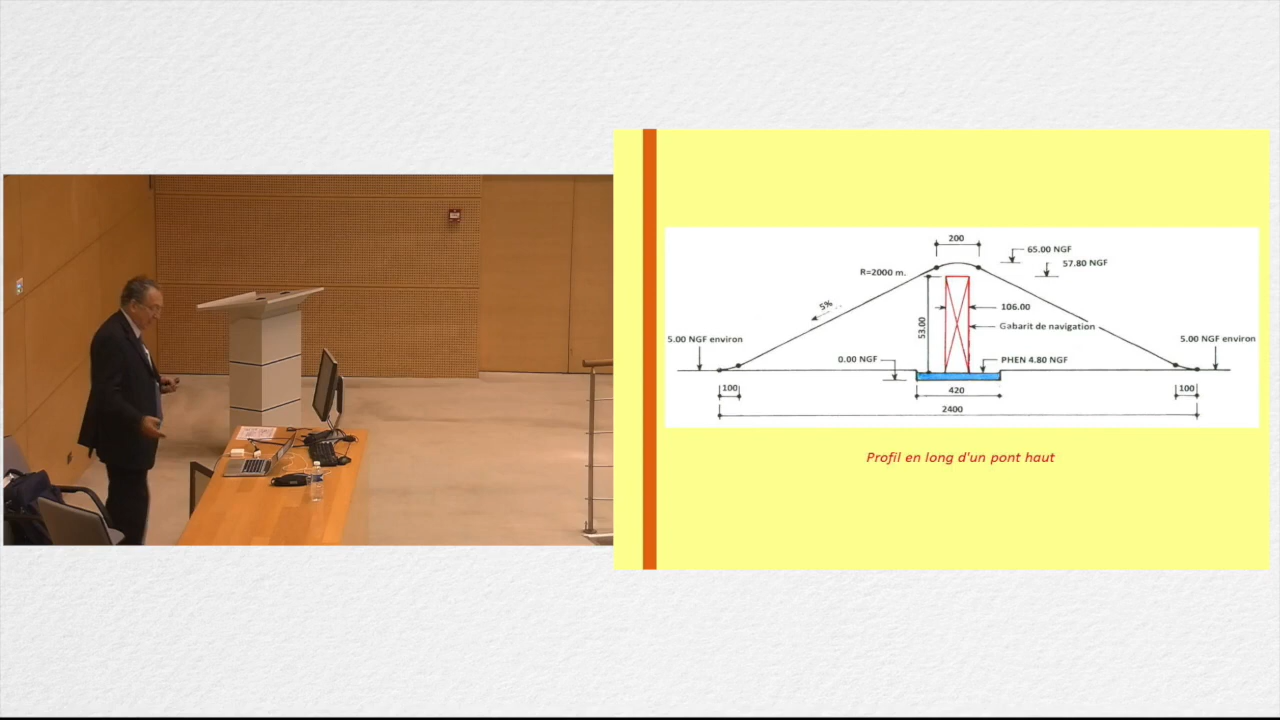 200
65.00 NGF
57.80 NGF
R=2000 m.
5%
106.00
53.00
Gabarit de navigation
5.00 NGF environ
5.00 NGF environ
0.00 NGF
PHEN 4.80 NGF
100
420
100
2400
Profil en long d'un pont haut